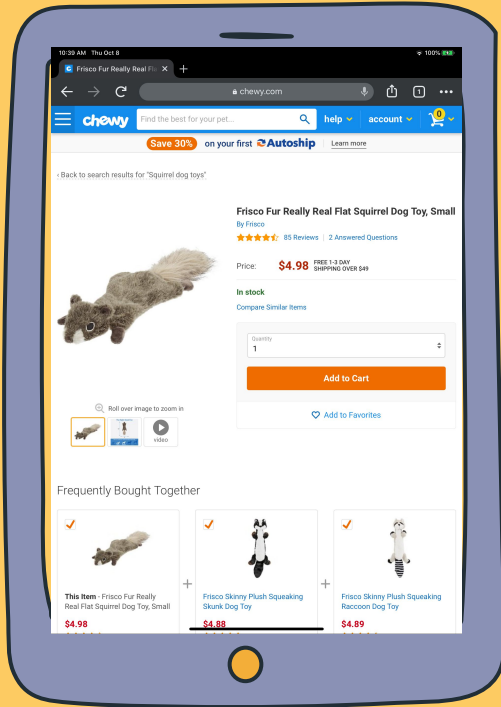 10:39 AM Thu Oct 8
100%
Frisco Fur Really Real Fla
chewy.com
1
chewy
Find the best for your pet...
help
account
0
Save 30% on your first Autoship Learn more
‹ Back to search results for "Squirrel dog toys"
Frisco Fur Really Real Flat Squirrel Dog Toy, Small
By Frisco
85 Reviews | 2 Answered Questions
Price: $4.98 FREE 1-3 DAY
SHIPPING OVER $49
In stock
Compare Similar Items
Quantity
1
Add to Cart
Add to Favorites
Roll over image to zoom in
video
Frequently Bought Together
This Item - Frisco Fur Really
Real Flat Squirrel Dog Toy, Small
$4.98
+
Frisco Skinny Plush Squeaking
Skunk Dog Toy
$4.88
+
Frisco Skinny Plush Squeaking
Raccoon Dog Toy
$4.89